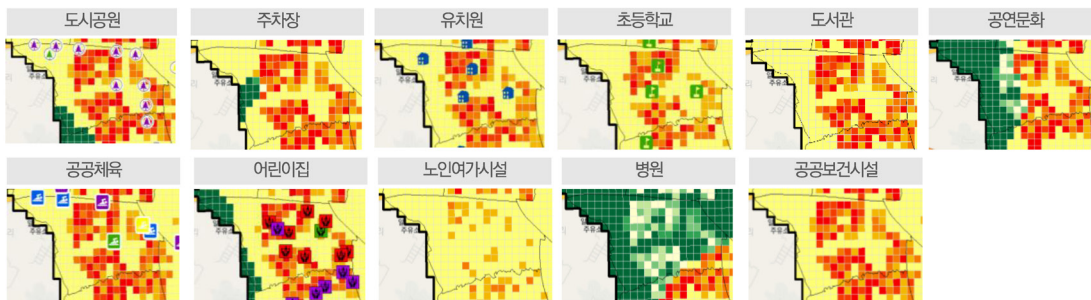 도시공원
주차장
유치원
초등학교
도서관
공연문화
공공체육
어린이집
노인여가시설
병원
공공보건시설